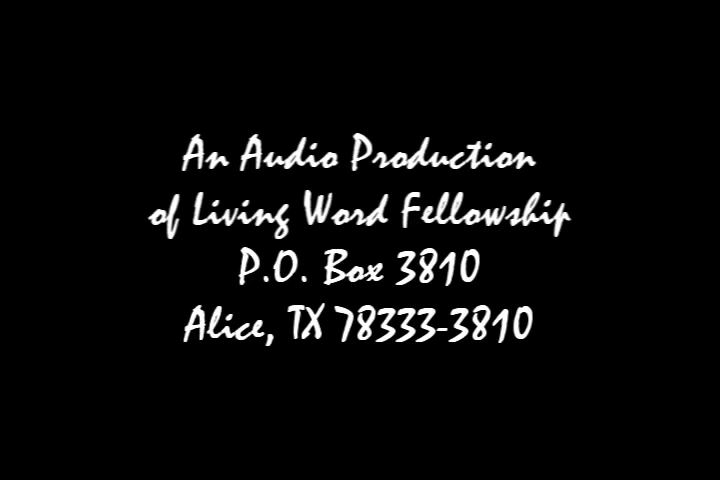 An Audio Production
of Living Word Fellowship
P.O. Box 3810
Alice, TX 78333-3810